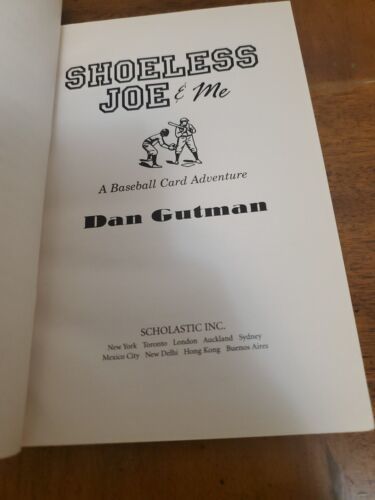 SHOELESS
JOE & Me
A Baseball Card Adventure
Dan Gutman
SCHOLASTIC INC.
New York Toronto London Auckland Sydney
Mexico City New Delhi Hong Kong Buenos Aires